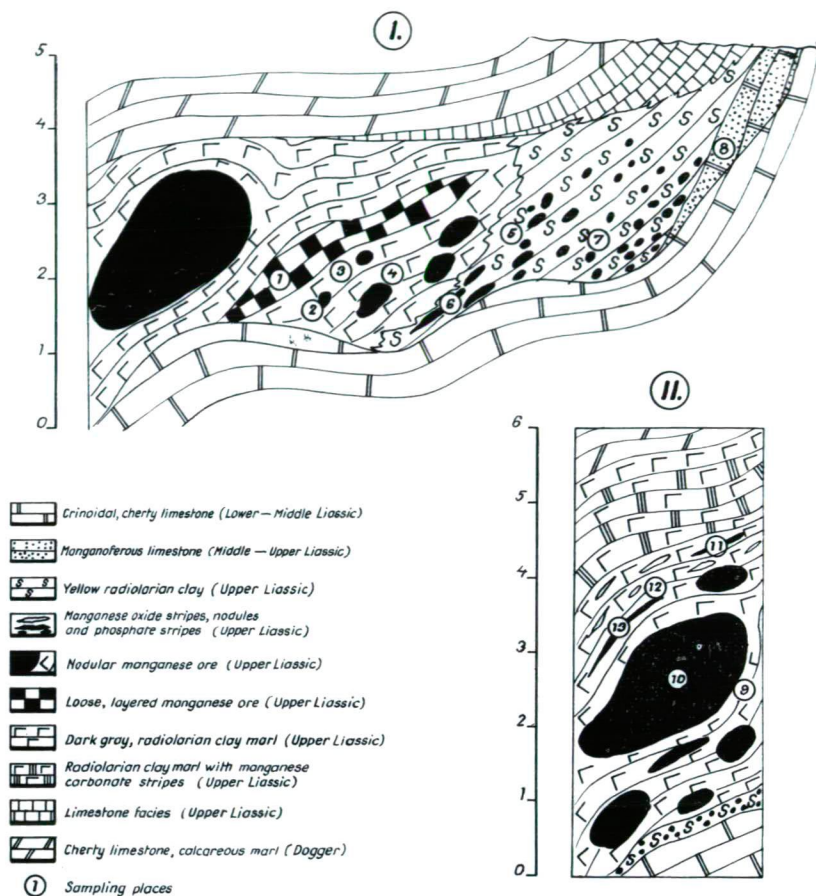 I.
5
4
3
2
1
0
1
2
3
4
5
6
7
8
II.
6
5
4
3
2
1
0
9
10
11
12
13
Crinoidal, cherty limestone (Lower — Middle Liassic)
Manganoferous limestone (Middle — Upper Liassic)
Yellow radiolarian clay (Upper Liassic)
Manganese oxide stripes, nodules
and phosphate stripes (Upper Liassic)
Nodular manganese ore (Upper Liassic)
Loose, layered manganese ore (Upper Liassic)
Dark gray, radiolarian clay marl (Upper Liassic)
Radiolarian clay marl with manganese
carbonate stripes (Upper Liassic)
Limestone facies (Upper Liassic)
Cherty limestone, calcareous marl (Dogger)
1 Sampling places